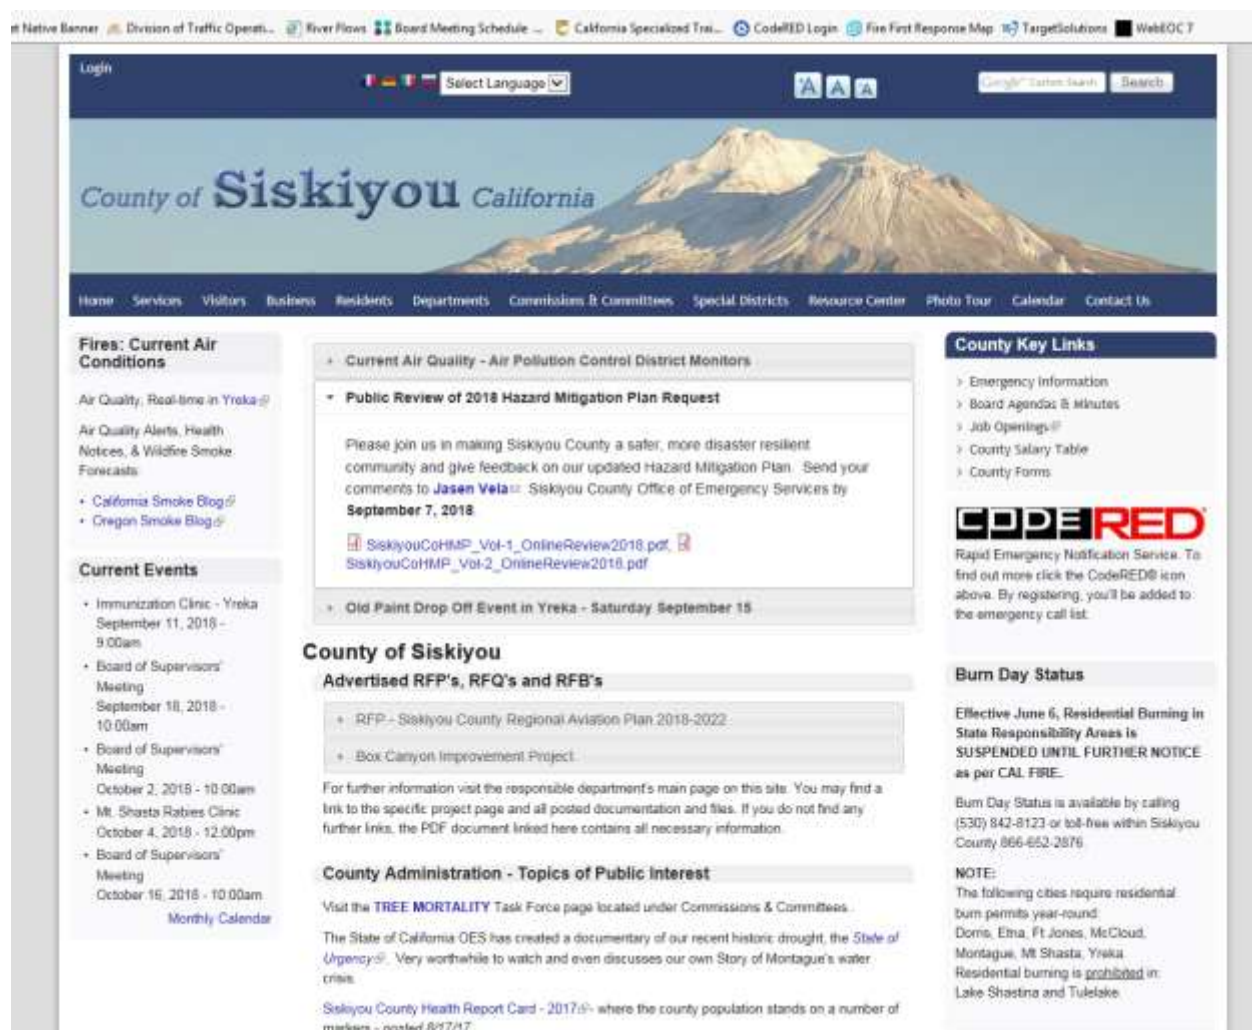 t Native Banner
Division of Traffic Operati...
River Flows
Board Meeting Schedule - ...
California Specialized Trai...
CodeRED Login
Fire First Response Map
TargetSolutions
WebEOC 7
Login
Select Language
A A A
Search
County of Siskiyou California
Home Services Visitors Business Residents Departments Commissions & Committees Special Districts Resource Center Photo Tour Calendar Contact Us
Fires: Current Air
Conditions
Air Quality, Real-time in Yreka
Air Quality Alerts, Health
Notices, & Wildfire Smoke
Forecasts:
• California Smoke Blog
• Oregon Smoke Blog
Current Events
• Immunization Clinic - Yreka
September 11, 2018 -
9:00am
• Board of Supervisors'
Meeting
September 18, 2018 -
10:00am
• Board of Supervisors'
Meeting
October 2, 2018 - 10:00am
• Mt. Shasta Rabies Clinic
October 4, 2018 - 12:00pm
• Board of Supervisors'
Meeting
October 16, 2018 - 10:00am
Monthly Calendar
Current Air Quality - Air Pollution Control District Monitors
Public Review of 2018 Hazard Mitigation Plan Request
Please join us in making Siskiyou County a safer, more disaster resilient
community and give feedback on our updated Hazard Mitigation Plan. Send your
comments to Jasen Vela Siskiyou County Office of Emergency Services by
September 7, 2018
SiskiyouCoHMP_Vol-1_OnlineReview2018.pdf,
SiskiyouCoHMP_Vol-2_OnlineReview2018.pdf
Old Paint Drop Off Event in Yreka - Saturday September 15
County of Siskiyou
Advertised RFP's, RFQ's and RFB's
RFP - Siskiyou County Regional Aviation Plan 2018-2022
Box Canyon Improvement Project
For further information visit the responsible department's main page on this site. You may find a
link to the specific project page and all posted documentation and files. If you do not find any
further links, the PDF document linked here contains all necessary information.
County Administration - Topics of Public Interest
Visit the TREE MORTALITY Task Force page located under Commissions & Committees.
The State of California OES has created a documentary of our recent historic drought, the State of
Urgency. Very worthwhile to watch and even discusses our own Story of Montague's water
crisis.
Siskiyou County Health Report Card - 2017 - where the county population stands on a number of
markers - posted 8/17/17
County Key Links
› Emergency Information
› Board Agendas & Minutes
› Job Openings
› County Salary Table
› County Forms
CODERED
Rapid Emergency Notification Service. To
find out more click the CodeRED® icon
above. By registering, you'll be added to
the emergency call list.
Burn Day Status
Effective June 6, Residential Burning in
State Responsibility Areas is
SUSPENDED UNTIL FURTHER NOTICE
as per CAL FIRE.
Burn Day Status is available by calling
(530) 842-8123 or toll-free within Siskiyou
County 866-652-2876
NOTE:
The following cities require residential
burn permits year-round:
Dorris, Etna, Ft Jones, McCloud,
Montague, Mt Shasta, Yreka
Residential burning is prohibited in:
Lake Shastina and Tulelake